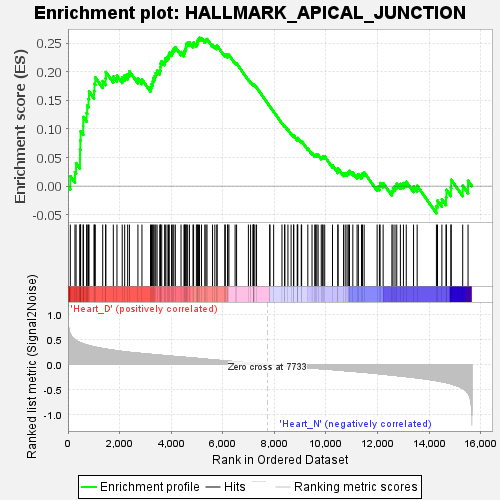 Enrichment plot: HALLMARK_APICAL_JUNCTION
Enrichment score (ES)
0.25
0.20
0.15
0.10
0.05
0.00
-0.05
'Heart_D' (positively correlated)
Ranked list metric (Signal2Noise)
1.0
0.5
0.0
-0.5
-1.0
Zero cross at 7733
'Heart_N' (negatively correlated)
0
2,000
4,000
6,000
8,000
10,000
12,000
14,000
16,000
Rank in Ordered Dataset
Enrichment profile
Hits
Ranking metric scores